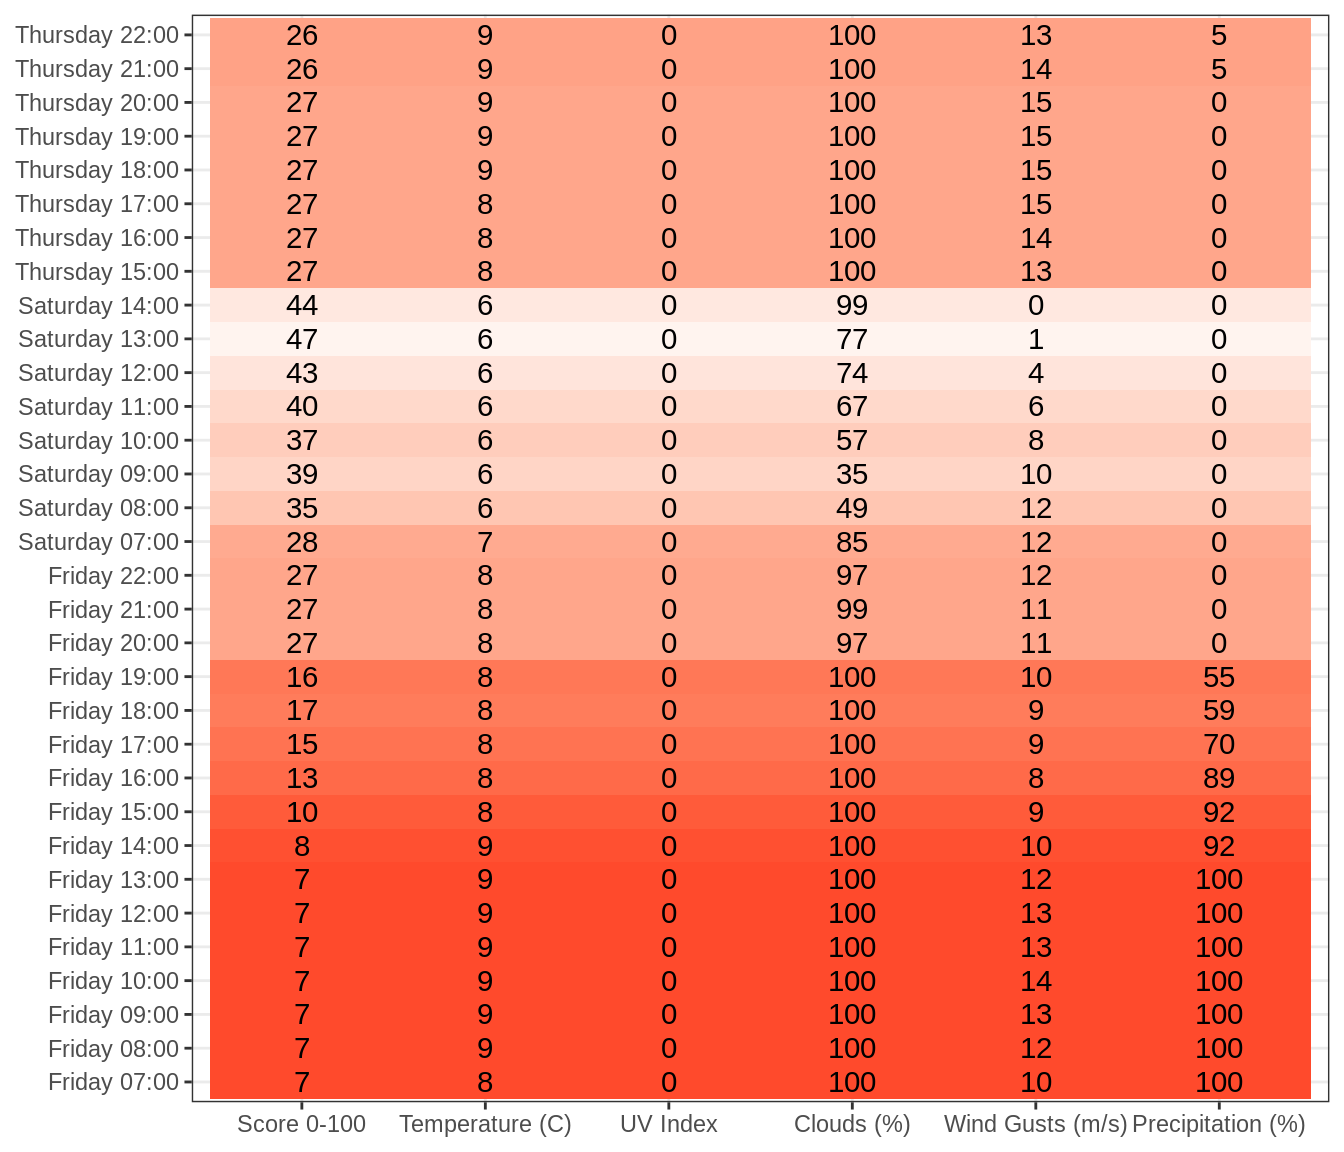 Thursday 22:00 26 9 0 100 13 5
Thursday 21:00 26 9 0 100 14 5
Thursday 20:00 27 9 0 100 15 0
Thursday 19:00 27 9 0 100 15 0
Thursday 18:00 27 9 0 100 15 0
Thursday 17:00 27 8 0 100 15 0
Thursday 16:00 27 8 0 100 14 0
Thursday 15:00 27 8 0 100 13 0
Saturday 14:00 44 6 0 99 0 0
Saturday 13:00 47 6 0 77 1 0
Saturday 12:00 43 6 0 74 4 0
Saturday 11:00 40 6 0 67 6 0
Saturday 10:00 37 6 0 57 8 0
Saturday 09:00 39 6 0 35 10 0
Saturday 08:00 35 6 0 49 12 0
Saturday 07:00 28 7 0 85 12 0
Friday 22:00 27 8 0 97 12 0
Friday 21:00 27 8 0 99 11 0
Friday 20:00 27 8 0 97 11 0
Friday 19:00 16 8 0 100 10 55
Friday 18:00 17 8 0 100 9 59
Friday 17:00 15 8 0 100 9 70
Friday 16:00 13 8 0 100 8 89
Friday 15:00 10 8 0 100 9 92
Friday 14:00 8 9 0 100 10 92
Friday 13:00 7 9 0 100 12 100
Friday 12:00 7 9 0 100 13 100
Friday 11:00 7 9 0 100 13 100
Friday 10:00 7 9 0 100 14 100
Friday 09:00 7 9 0 100 13 100
Friday 08:00 7 9 0 100 12 100
Friday 07:00 7 8 0 100 10 100
Score 0-100 Temperature (C) UV Index Clouds (%) Wind Gusts (m/s) Precipitation (%)